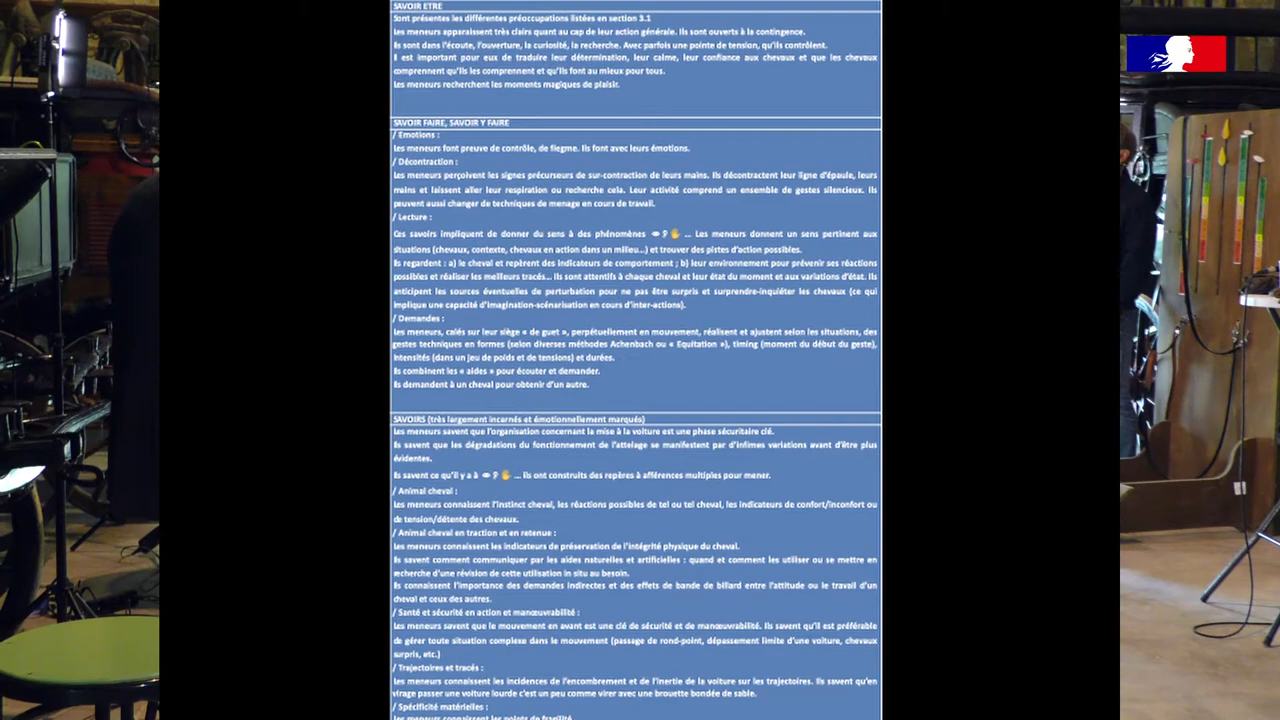 SAVOIR ETRE
Sont présentes les différentes préoccupations listées en section 3.1
Les meneurs apparaissent très clairs quant au cap de leur action générale. Ils sont ouverts à la contingence.
Ils sont dans l'écoute, l'ouverture, la curiosité, la recherche. Avec parfois une pointe de tension, qu'ils contrôlent.
Il est important pour eux de traduire leur détermination, leur calme, leur confiance aux chevaux et que les chevaux
comprennent qu'ils les comprennent et qu'ils font au mieux pour tous.
Les meneurs recherchent les moments magiques de plaisir.
SAVOIR FAIRE, SAVOIR Y FAIRE
/ Emotions :
Les meneurs font preuve de contrôle, de flegme. Ils font avec leurs émotions.
/ Décontraction :
Les meneurs perçoivent les signes précurseurs de sur-contraction de leurs mains. Ils décontractent leur ligne d'épaule, leurs
mains et laissent aller leur respiration ou recherche cela. Leur activité comprend un ensemble de gestes silencieux. Ils
peuvent aussi changer de techniques de menage en cours de travail.
/ Lecture :
Ces savoirs impliquent de donner du sens à des phénomènes 👁 👂 ✋ ... Les meneurs donnent un sens pertinent aux
situations (chevaux, contexte, chevaux en action dans un milieu...) et trouver des pistes d'action possibles.
Ils regardent : a) le cheval et repèrent des indicateurs de comportement ; b) leur environnement pour prévenir ses réactions
possibles et réaliser les meilleurs tracés... Ils sont attentifs à chaque cheval et leur état du moment et aux variations d'état. Ils
anticipent les sources éventuelles de perturbation pour ne pas être surpris et surprendre-inquiéter les chevaux (ce qui
implique une capacité d'imagination-scénarisation en cours d'inter-actions).
/ Demandes :
Les meneurs, calés sur leur siège « de guet », perpétuellement en mouvement, réalisent et ajustent selon les situations, des
gestes techniques en formes (selon diverses méthodes Achenbach ou « Equitation »), timing (moment du début du geste),
intensités (dans un jeu de poids et de tensions) et durées.
Ils combinent les « aides » pour écouter et demander.
Ils demandent à un cheval pour obtenir d'un autre.
SAVOIRS (très largement incarnés et émotionnellement marqués)
Les meneurs savent que l'organisation concernant la mise à la voiture est une phase sécuritaire clé.
Ils savent que les dégradations du fonctionnement de l'attelage se manifestent par d'infimes variations avant d'être plus
évidentes.
Ils savent ce qu'il y a à 👁 👂 ✋ ... Ils ont construits des repères à afférences multiples pour mener.
/ Animal cheval :
Les meneurs connaissent l'instinct cheval, les réactions possibles de tel ou tel cheval, les indicateurs de confort/inconfort ou
de tension/détente des chevaux.
/ Animal cheval en traction et en retenue :
Les meneurs connaissent les indicateurs de préservation de l'intégrité physique du cheval.
Ils savent comment communiquer par les aides naturelles et artificielles : quand et comment les utiliser ou se mettre en
recherche d'une révision de cette utilisation in situ au besoin.
Ils connaissent l'importance des demandes indirectes et des effets de bande de billard entre l'attitude ou le travail d'un
cheval et ceux des autres.
/ Santé et sécurité en action et manœuvrabilité :
Les meneurs savent que le mouvement en avant est une clé de sécurité et de manœuvrabilité. Ils savent qu'il est préférable
de gérer toute situation complexe dans le mouvement (passage de rond-point, dépassement limite d'une voiture, chevaux
surpris, etc.)
/ Trajectoires et tracés :
Les meneurs connaissent les incidences de l'encombrement et de l'inertie de la voiture sur les trajectoires. Ils savent qu'en
virage passer une voiture lourde c'est un peu comme virer avec une brouette bondée de sable.
/ Spécificité matérielles :
Les meneurs connaissent les points de fragilité